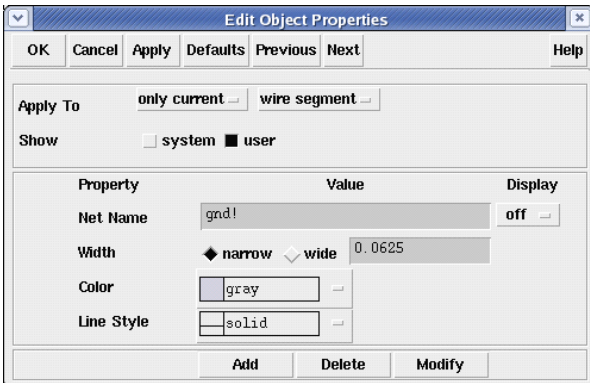 Edit Object Properties
OK Cancel Apply Defaults Previous Next Help
Apply To only current wire segment
Show system user
Property Value Display
Net Name gnd! off
Width narrow wide 0.0625
Color gray
Line Style solid
Add Delete Modify